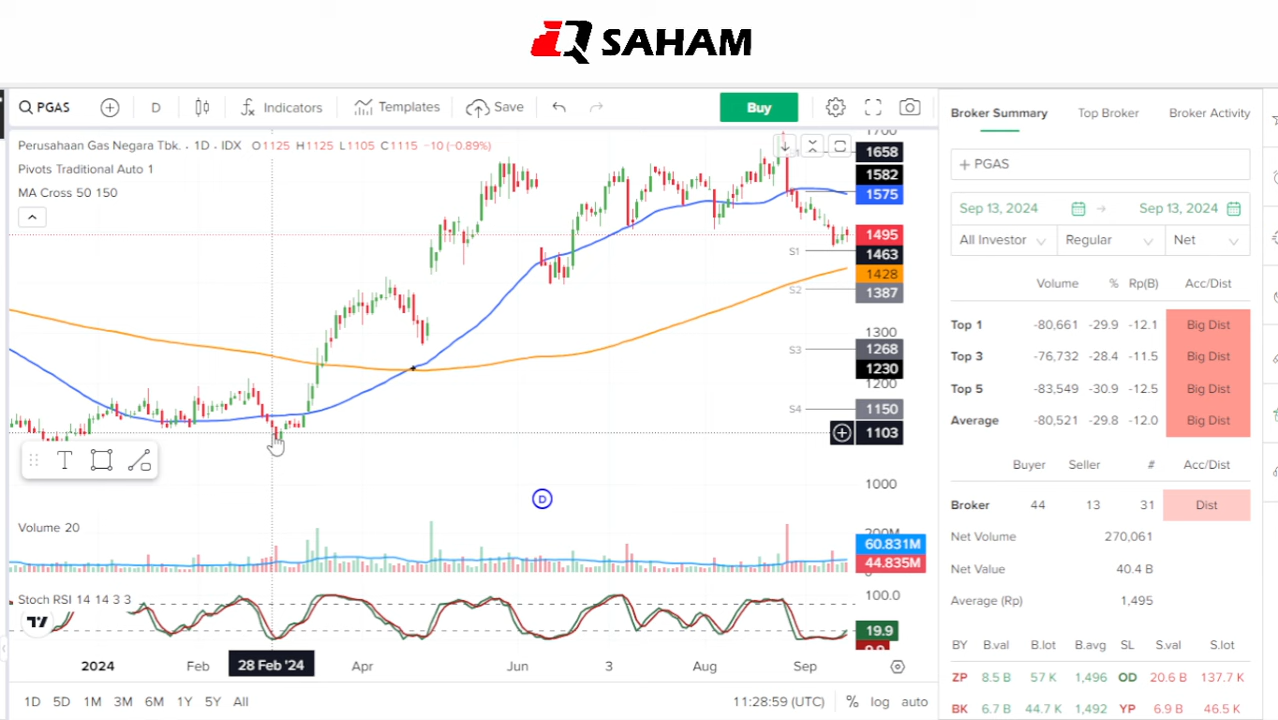 iQ SAHAM
PGAS D Indicators Templates Save Buy
Broker Summary Top Broker Broker Activity
Perusahaan Gas Negara Tbk. · 1D · IDX O1125 H1125 L1105 C1115 −10 (−0.89%)
Pivots Traditional Auto 1
MA Cross 50 150
1700
1658
1582
1575
1495
1463
1428
1387
1300
1268
1230
1200
1150
1103
1000
S1
S2
S3
S4
D
Volume 20
200M
60.831M
44.835M
0
Stoch RSI 14 14 3 3
100.0
19.9
2024 Feb 28 Feb '24 Apr Jun 3 Aug Sep
1D 5D 1M 3M 6M 1Y 5Y All 11:28:59 (UTC) % log auto
+ PGAS
Sep 13, 2024 → Sep 13, 2024
All Investor Regular Net
Volume % Rp(B) Acc/Dist
Top 1 -80,661 -29.9 -12.1 Big Dist
Top 3 -76,732 -28.4 -11.5 Big Dist
Top 5 -83,549 -30.9 -12.5 Big Dist
Average -80,521 -29.8 -12.0 Big Dist
Buyer Seller # Acc/Dist
Broker 44 13 31 Dist
Net Volume 270,061
Net Value 40.4 B
Average (Rp) 1,495
BY B.val B.lot B.avg SL S.val S.lot
ZP 8.5 B 57 K 1,496 OD 20.6 B 137.7 K
BK 6.7 B 44.7 K 1,492 YP 6.9 B 46.5 K